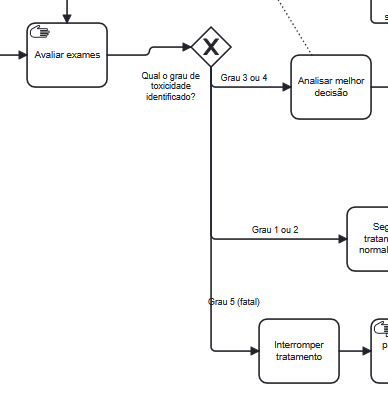 Avaliar exames
Qual o grau de
toxicidade
identificado?
Grau 3 ou 4
Analisar melhor
decisão
Grau 1 ou 2
Grau 5 (fatal)
Interromper
tratamento